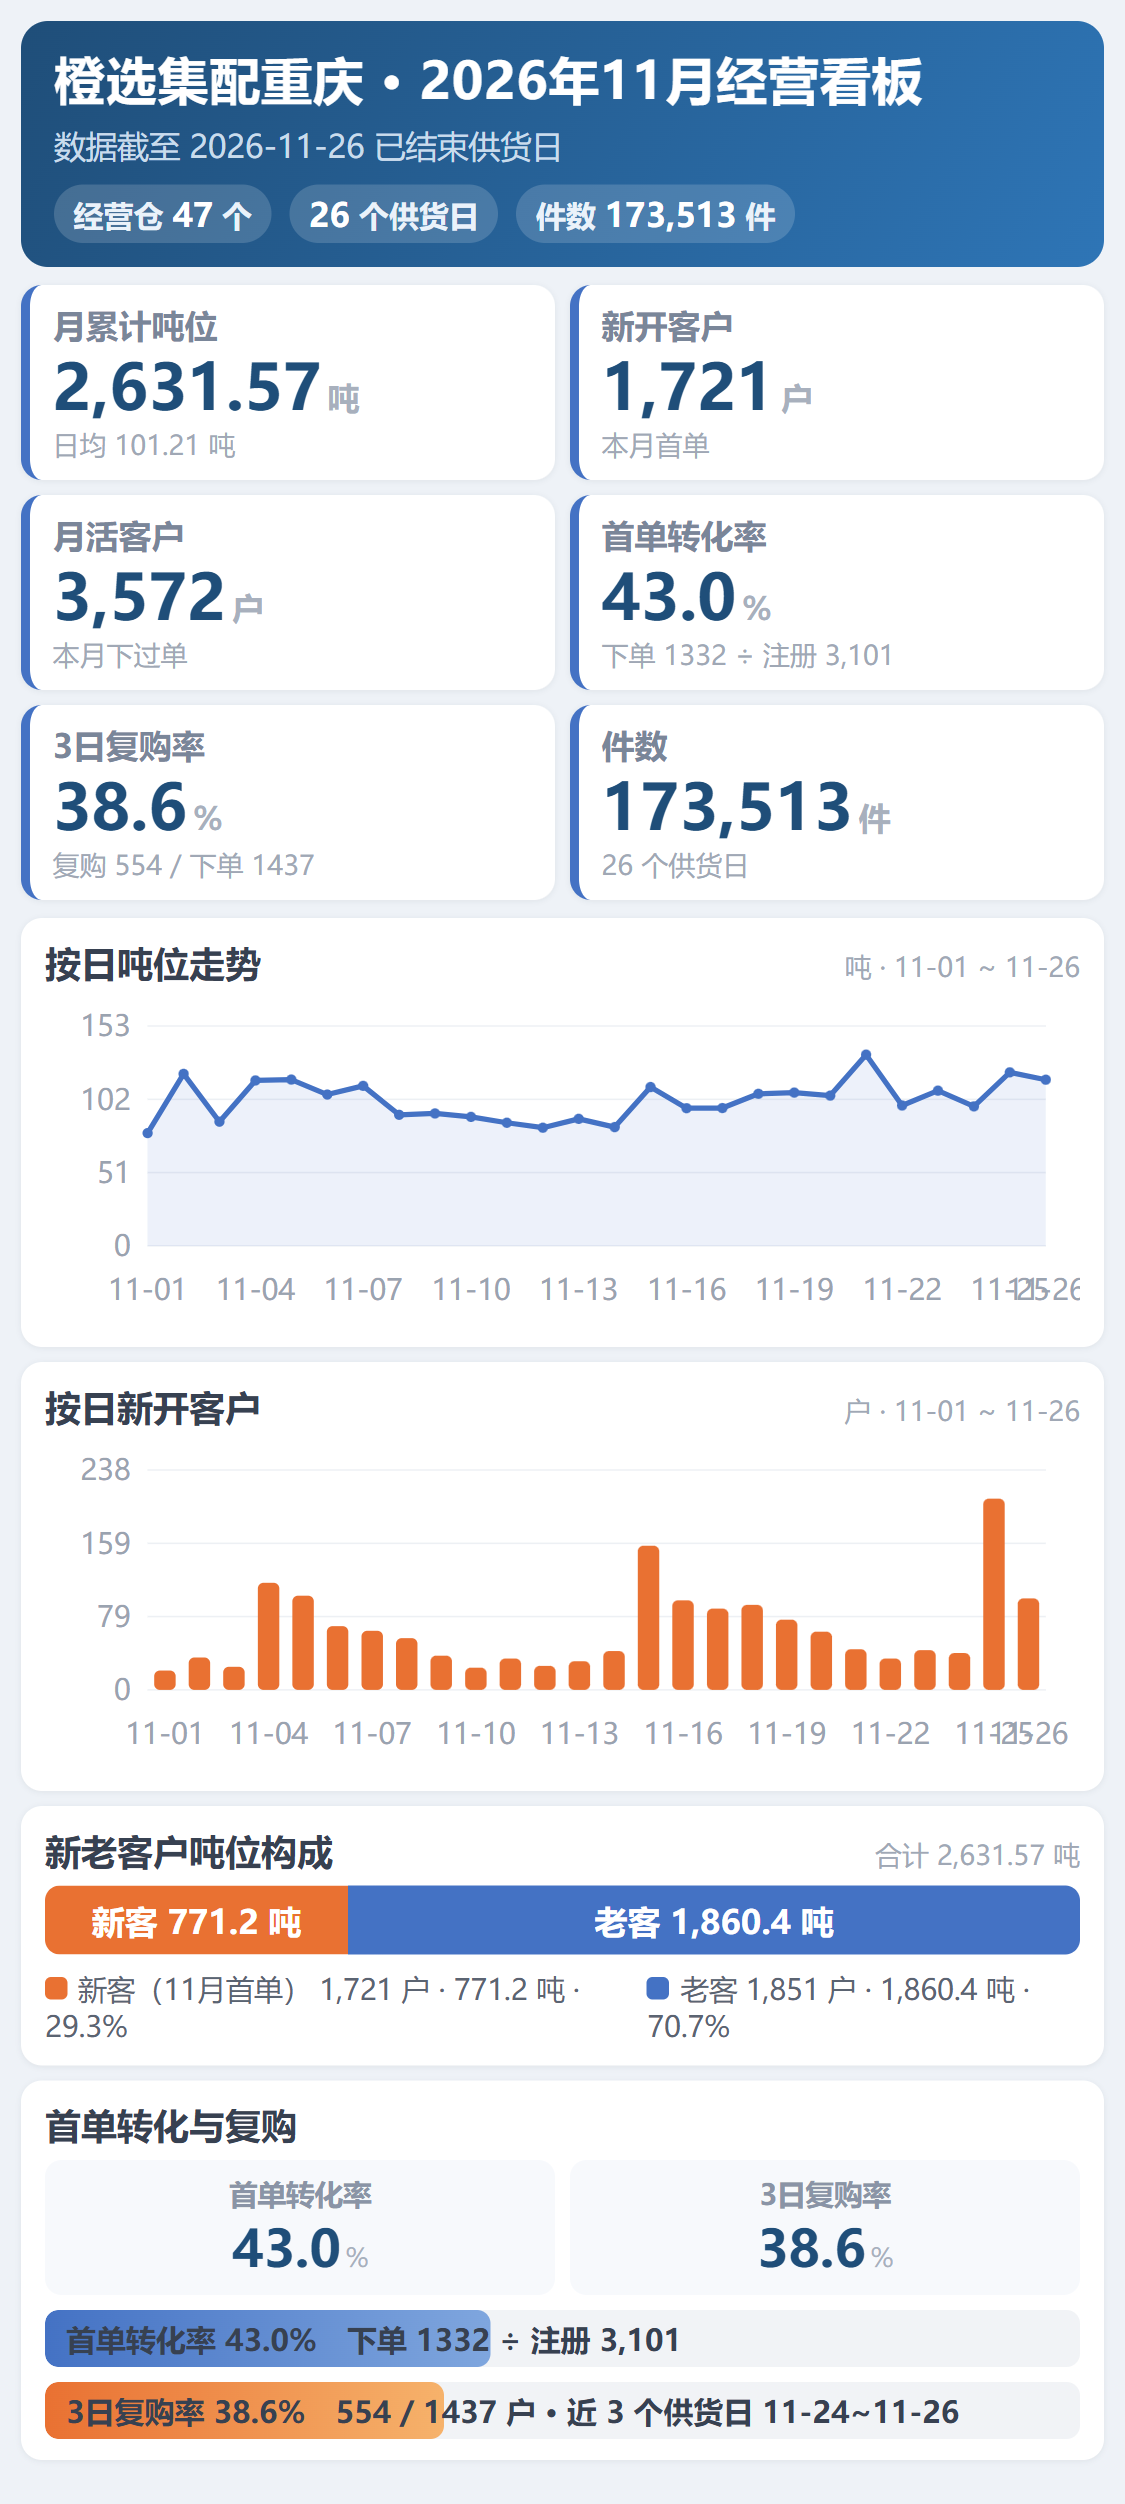 橙选集配重庆 · 2026年11月经营看板
数据截至 2026-11-26 已结束供货日
经营仓 47 个
26 个供货日
件数 173,513 件
月累计吨位
2,631.57 吨
日均 101.21 吨
新开客户
1,721 户
本月首单
月活客户
3,572 户
本月下过单
首单转化率
43.0 %
下单 1332 ÷ 注册 3,101
3日复购率
38.6 %
复购 554 / 下单 1437
件数
173,513 件
26 个供货日
按日吨位走势
吨 · 11-01 ~ 11-26
153
102
51
0
11-01 11-04 11-07 11-10 11-13 11-16 11-19 11-22 11-25 11-26
按日新开客户
户 · 11-01 ~ 11-26
238
159
79
0
11-01 11-04 11-07 11-10 11-13 11-16 11-19 11-22 11-25 11-26
新老客户吨位构成
合计 2,631.57 吨
新客 771.2 吨
老客 1,860.4 吨
新客（11月首单） 1,721 户 · 771.2 吨 ·
29.3%
老客 1,851 户 · 1,860.4 吨 ·
70.7%
首单转化与复购
首单转化率
43.0 %
3日复购率
38.6 %
首单转化率 43.0% 下单 1332 ÷ 注册 3,101
3日复购率 38.6% 554 / 1437 户 · 近 3 个供货日 11-24~11-26